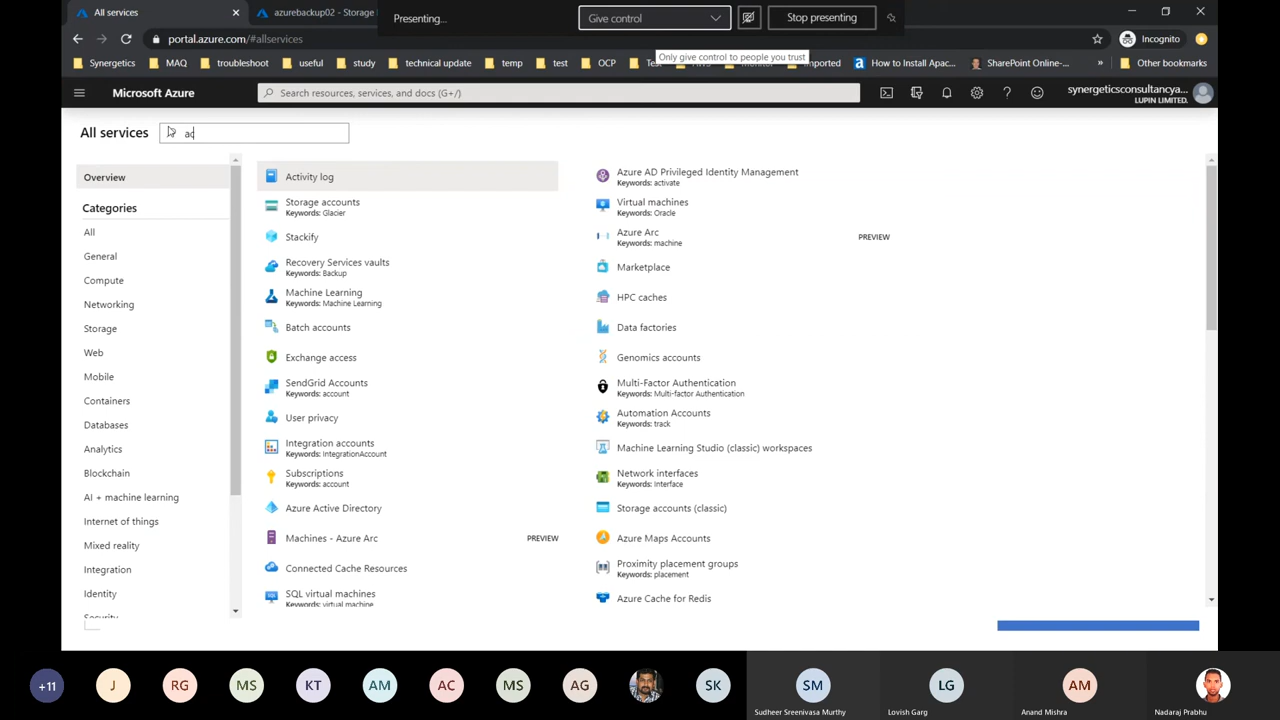 All services
azurebackup02 - Storage
Presenting...
Give control
Stop presenting
portal.azure.com/#allservices
Only give control to people you trust
Incognito
MAQ
troubleshoot
useful
study
technical update
temp
test
OCP
imported
How to Install Apac...
SharePoint Online-...
»
Other bookmarks
Microsoft Azure
Search resources, services, and docs (G+/)
synergeticsconsultancya...
LUPIN LIMITED.
All services
ac
Overview
Categories
All
General
Compute
Networking
Storage
Web
Mobile
Containers
Databases
Analytics
Blockchain
AI + machine learning
Internet of things
Mixed reality
Integration
Identity
Security
Activity log
Storage accounts
Keywords: Glacier
Stackify
Recovery Services vaults
Keywords: Backup
Machine Learning
Keywords: Machine Learning
Batch accounts
Exchange access
SendGrid Accounts
Keywords: account
User privacy
Integration accounts
Keywords: IntegrationAccount
Subscriptions
Keywords: account
Azure Active Directory
Machines - Azure Arc
PREVIEW
Connected Cache Resources
SQL virtual machines
Keywords: virtual machine
Azure AD Privileged Identity Management
Keywords: activate
Virtual machines
Keywords: Oracle
Azure Arc
Keywords: machine
PREVIEW
Marketplace
HPC caches
Data factories
Genomics accounts
Multi-Factor Authentication
Keywords: Multi-factor Authentication
Automation Accounts
Keywords: track
Machine Learning Studio (classic) workspaces
Network interfaces
Keywords: Interface
Storage accounts (classic)
Azure Maps Accounts
Proximity placement groups
Keywords: placement
Azure Cache for Redis
+11
J
RG
MS
KT
AM
AC
MS
AG
SK
SM
Sudheer Sreenivasa Murthy
LG
Lovish Garg
AM
Anand Mishra
Nadaraj Prabhu